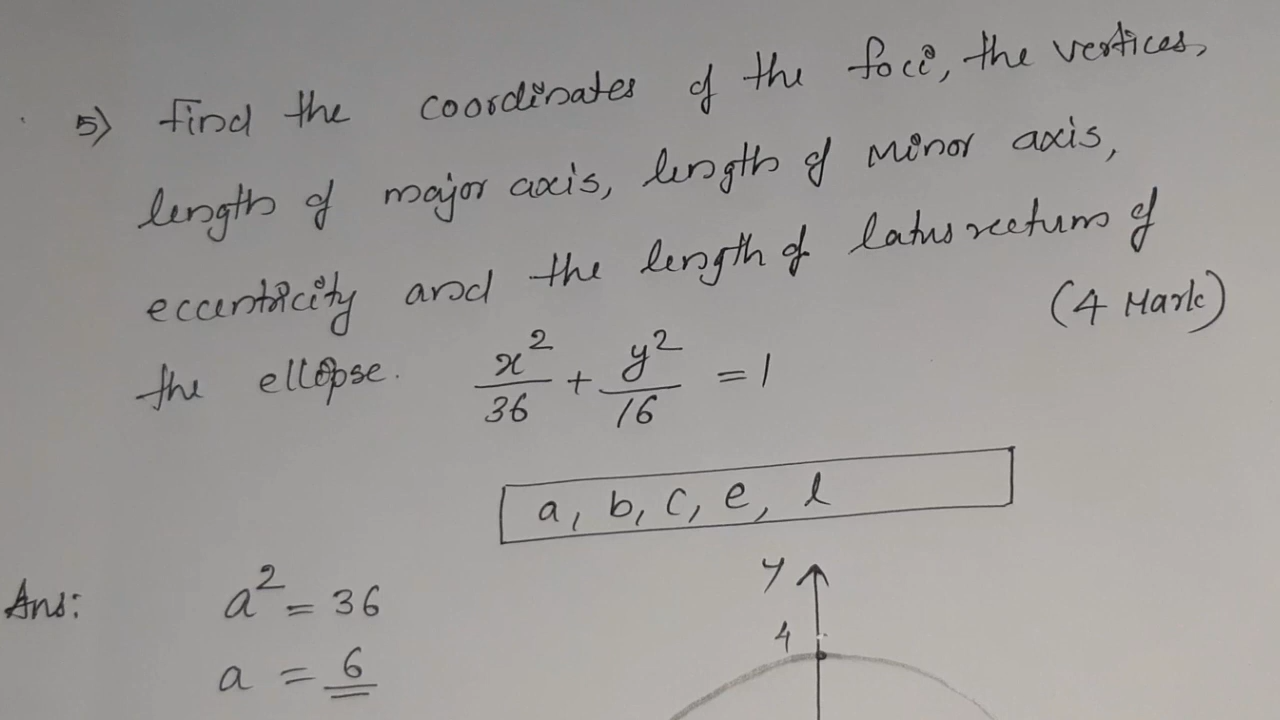 5) Find the coordinates of the foci, the vertices,
length of major axis, length of Minor axis,
eccentricity and the length of latus rectum of
the ellipse. x²/36 + y²/16 = 1 (4 Mark)
a, b, c, e, l
Ans: a² = 36
a = 6
y
4